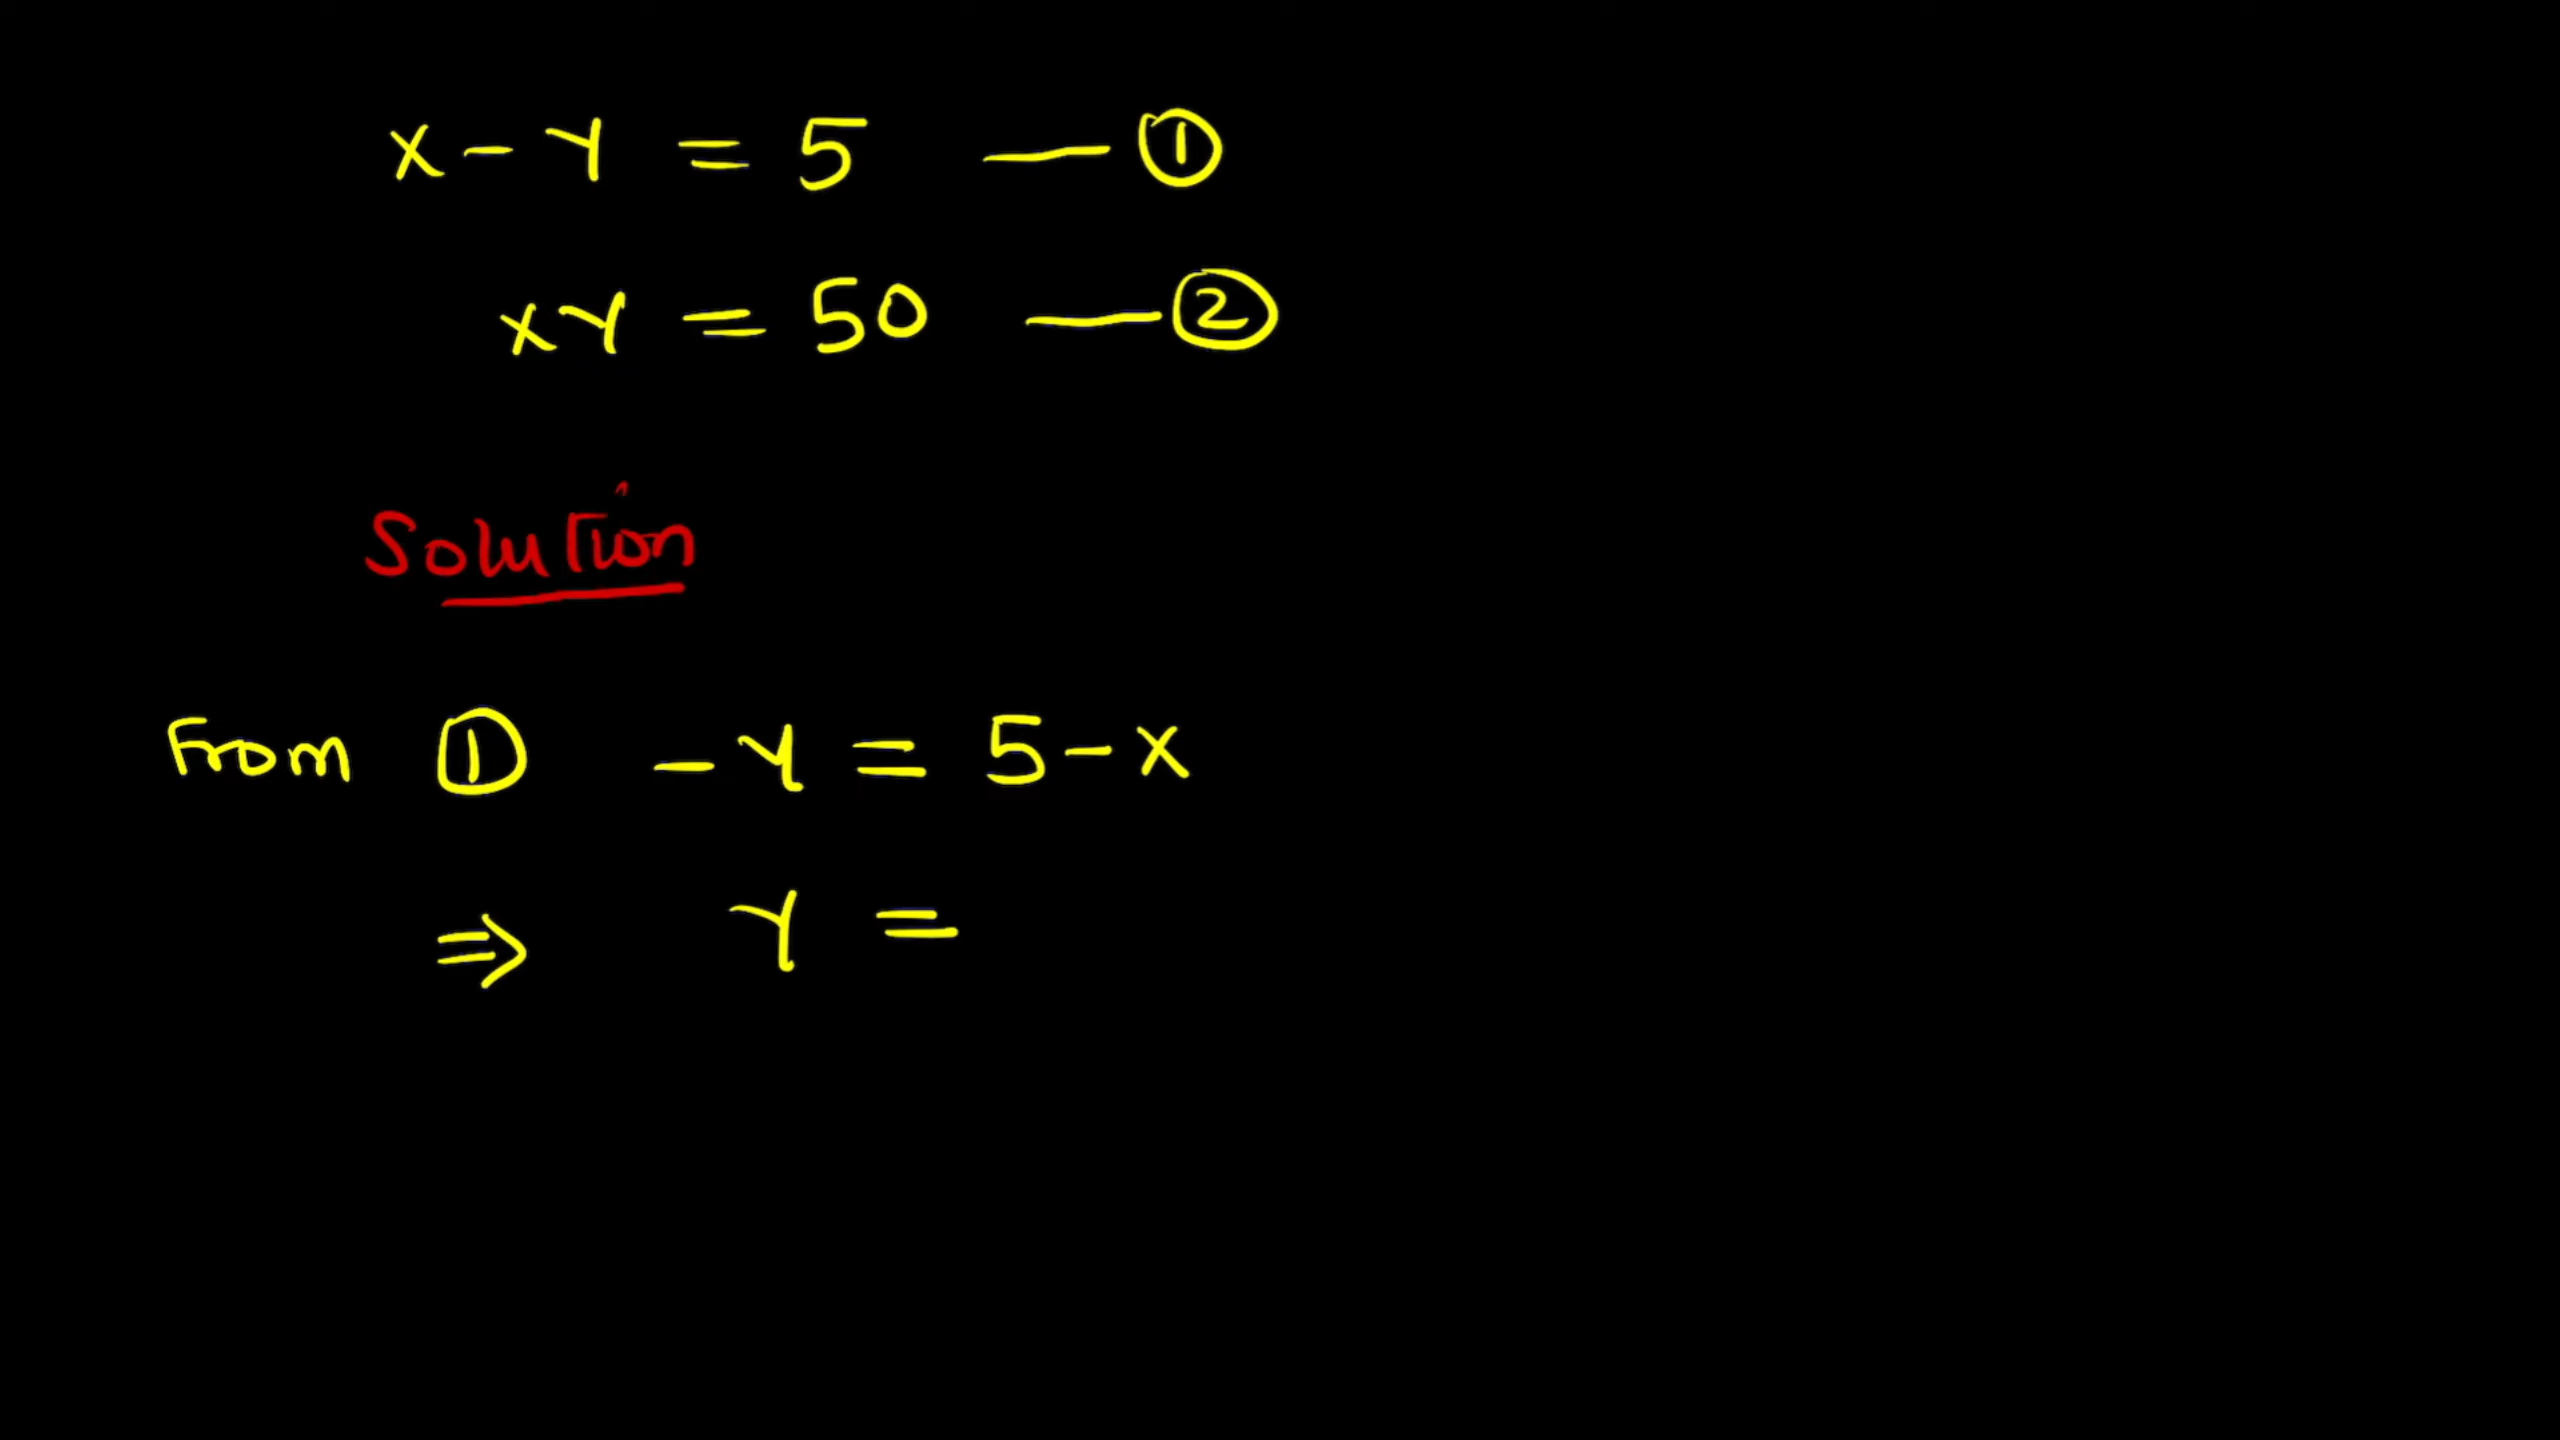 x - y = 5 — ①
xy = 50 — ②
Solution
From ① - y = 5 - x
⇒ y =